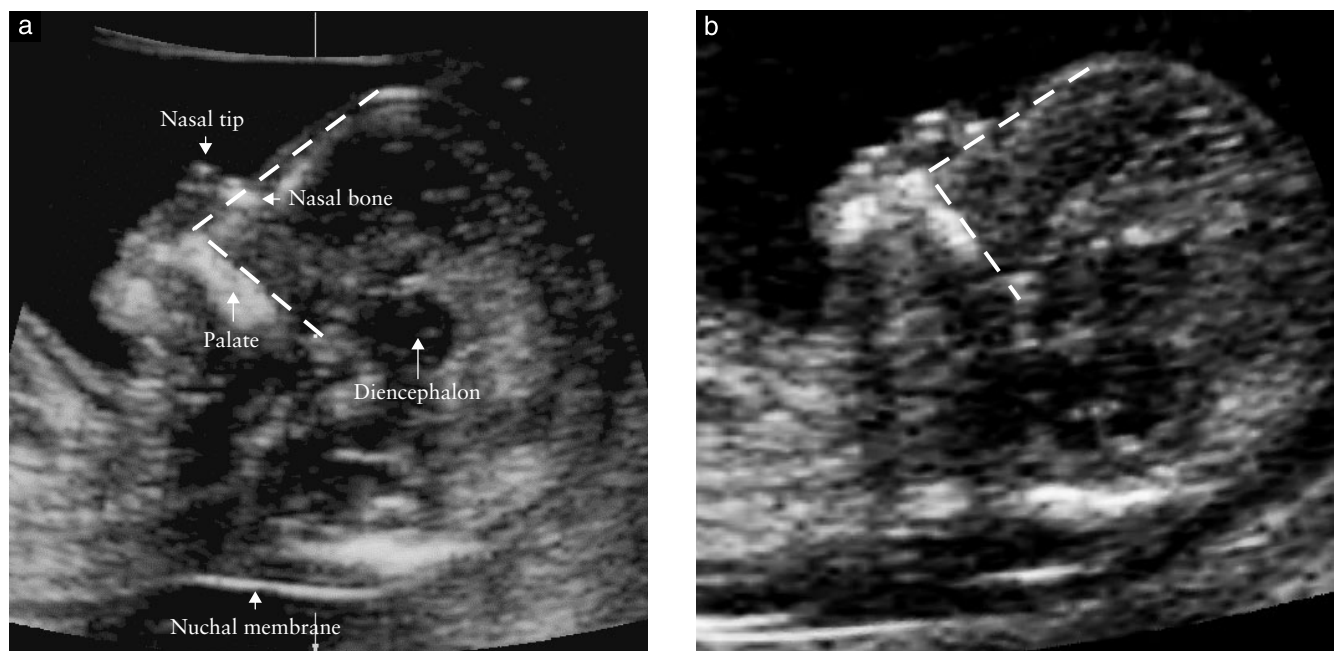 a
b
Nasal tip
Nasal bone
Palate
Diencephalon
Nuchal membrane